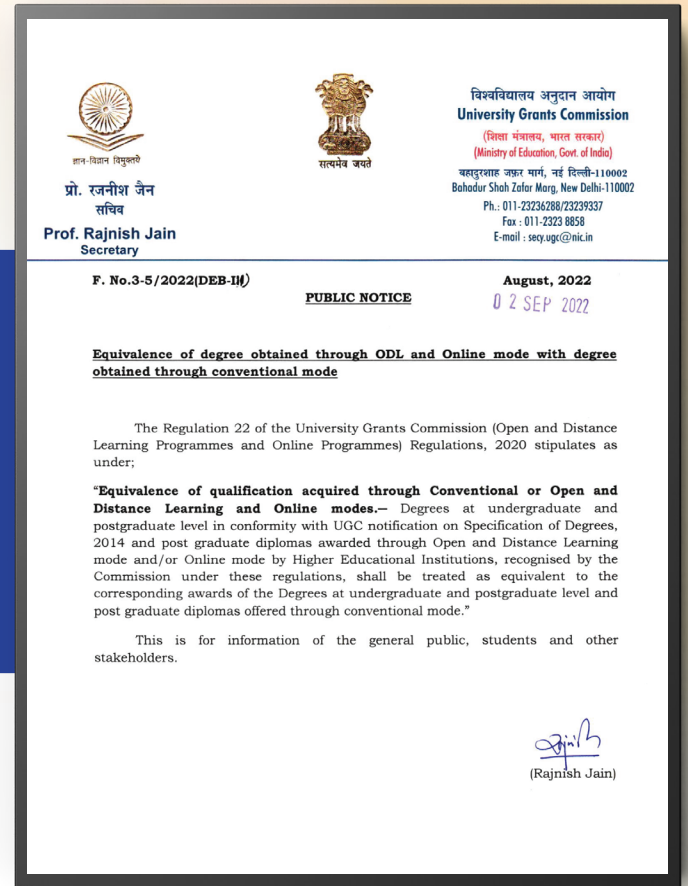 ज्ञान-विज्ञान विमुक्तये
प्रो. रजनीश जैन
सचिव
Prof. Rajnish Jain
Secretary
सत्यमेव जयते
विश्वविद्यालय अनुदान आयोग
University Grants Commission
(शिक्षा मंत्रालय, भारत सरकार)
(Ministry of Education, Govt. of India)
बहादुरशाह जफ़र मार्ग, नई दिल्ली-110002
Bahadur Shah Zafar Marg, New Delhi-110002
Ph.: 011-23236288/23239337
Fax : 011-2323 8858
E-mail : secy.ugc@nic.in
F. No.3-5/2022(DEB-III)
August, 2022
02 SEP 2022
PUBLIC NOTICE
Equivalence of degree obtained through ODL and Online mode with degree
obtained through conventional mode
The Regulation 22 of the University Grants Commission (Open and Distance
Learning Programmes and Online Programmes) Regulations, 2020 stipulates as
under;
“Equivalence of qualification acquired through Conventional or Open and
Distance Learning and Online modes.— Degrees at undergraduate and
postgraduate level in conformity with UGC notification on Specification of Degrees,
2014 and post graduate diplomas awarded through Open and Distance Learning
mode and/or Online mode by Higher Educational Institutions, recognised by the
Commission under these regulations, shall be treated as equivalent to the
corresponding awards of the Degrees at undergraduate and postgraduate level and
post graduate diplomas offered through conventional mode.”
This is for information of the general public, students and other
stakeholders.
(Rajnish Jain)